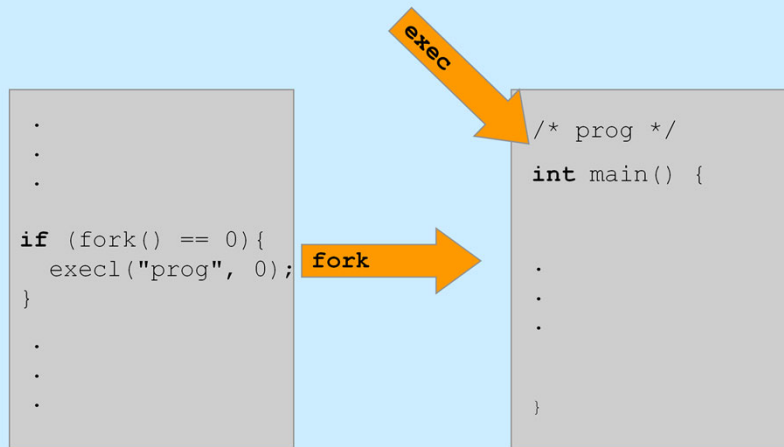 exec
.
.
.
if (fork() == 0){
  execl("prog", 0);
}
.
.
.
fork
/* prog */
int main() {
.
.
.
}